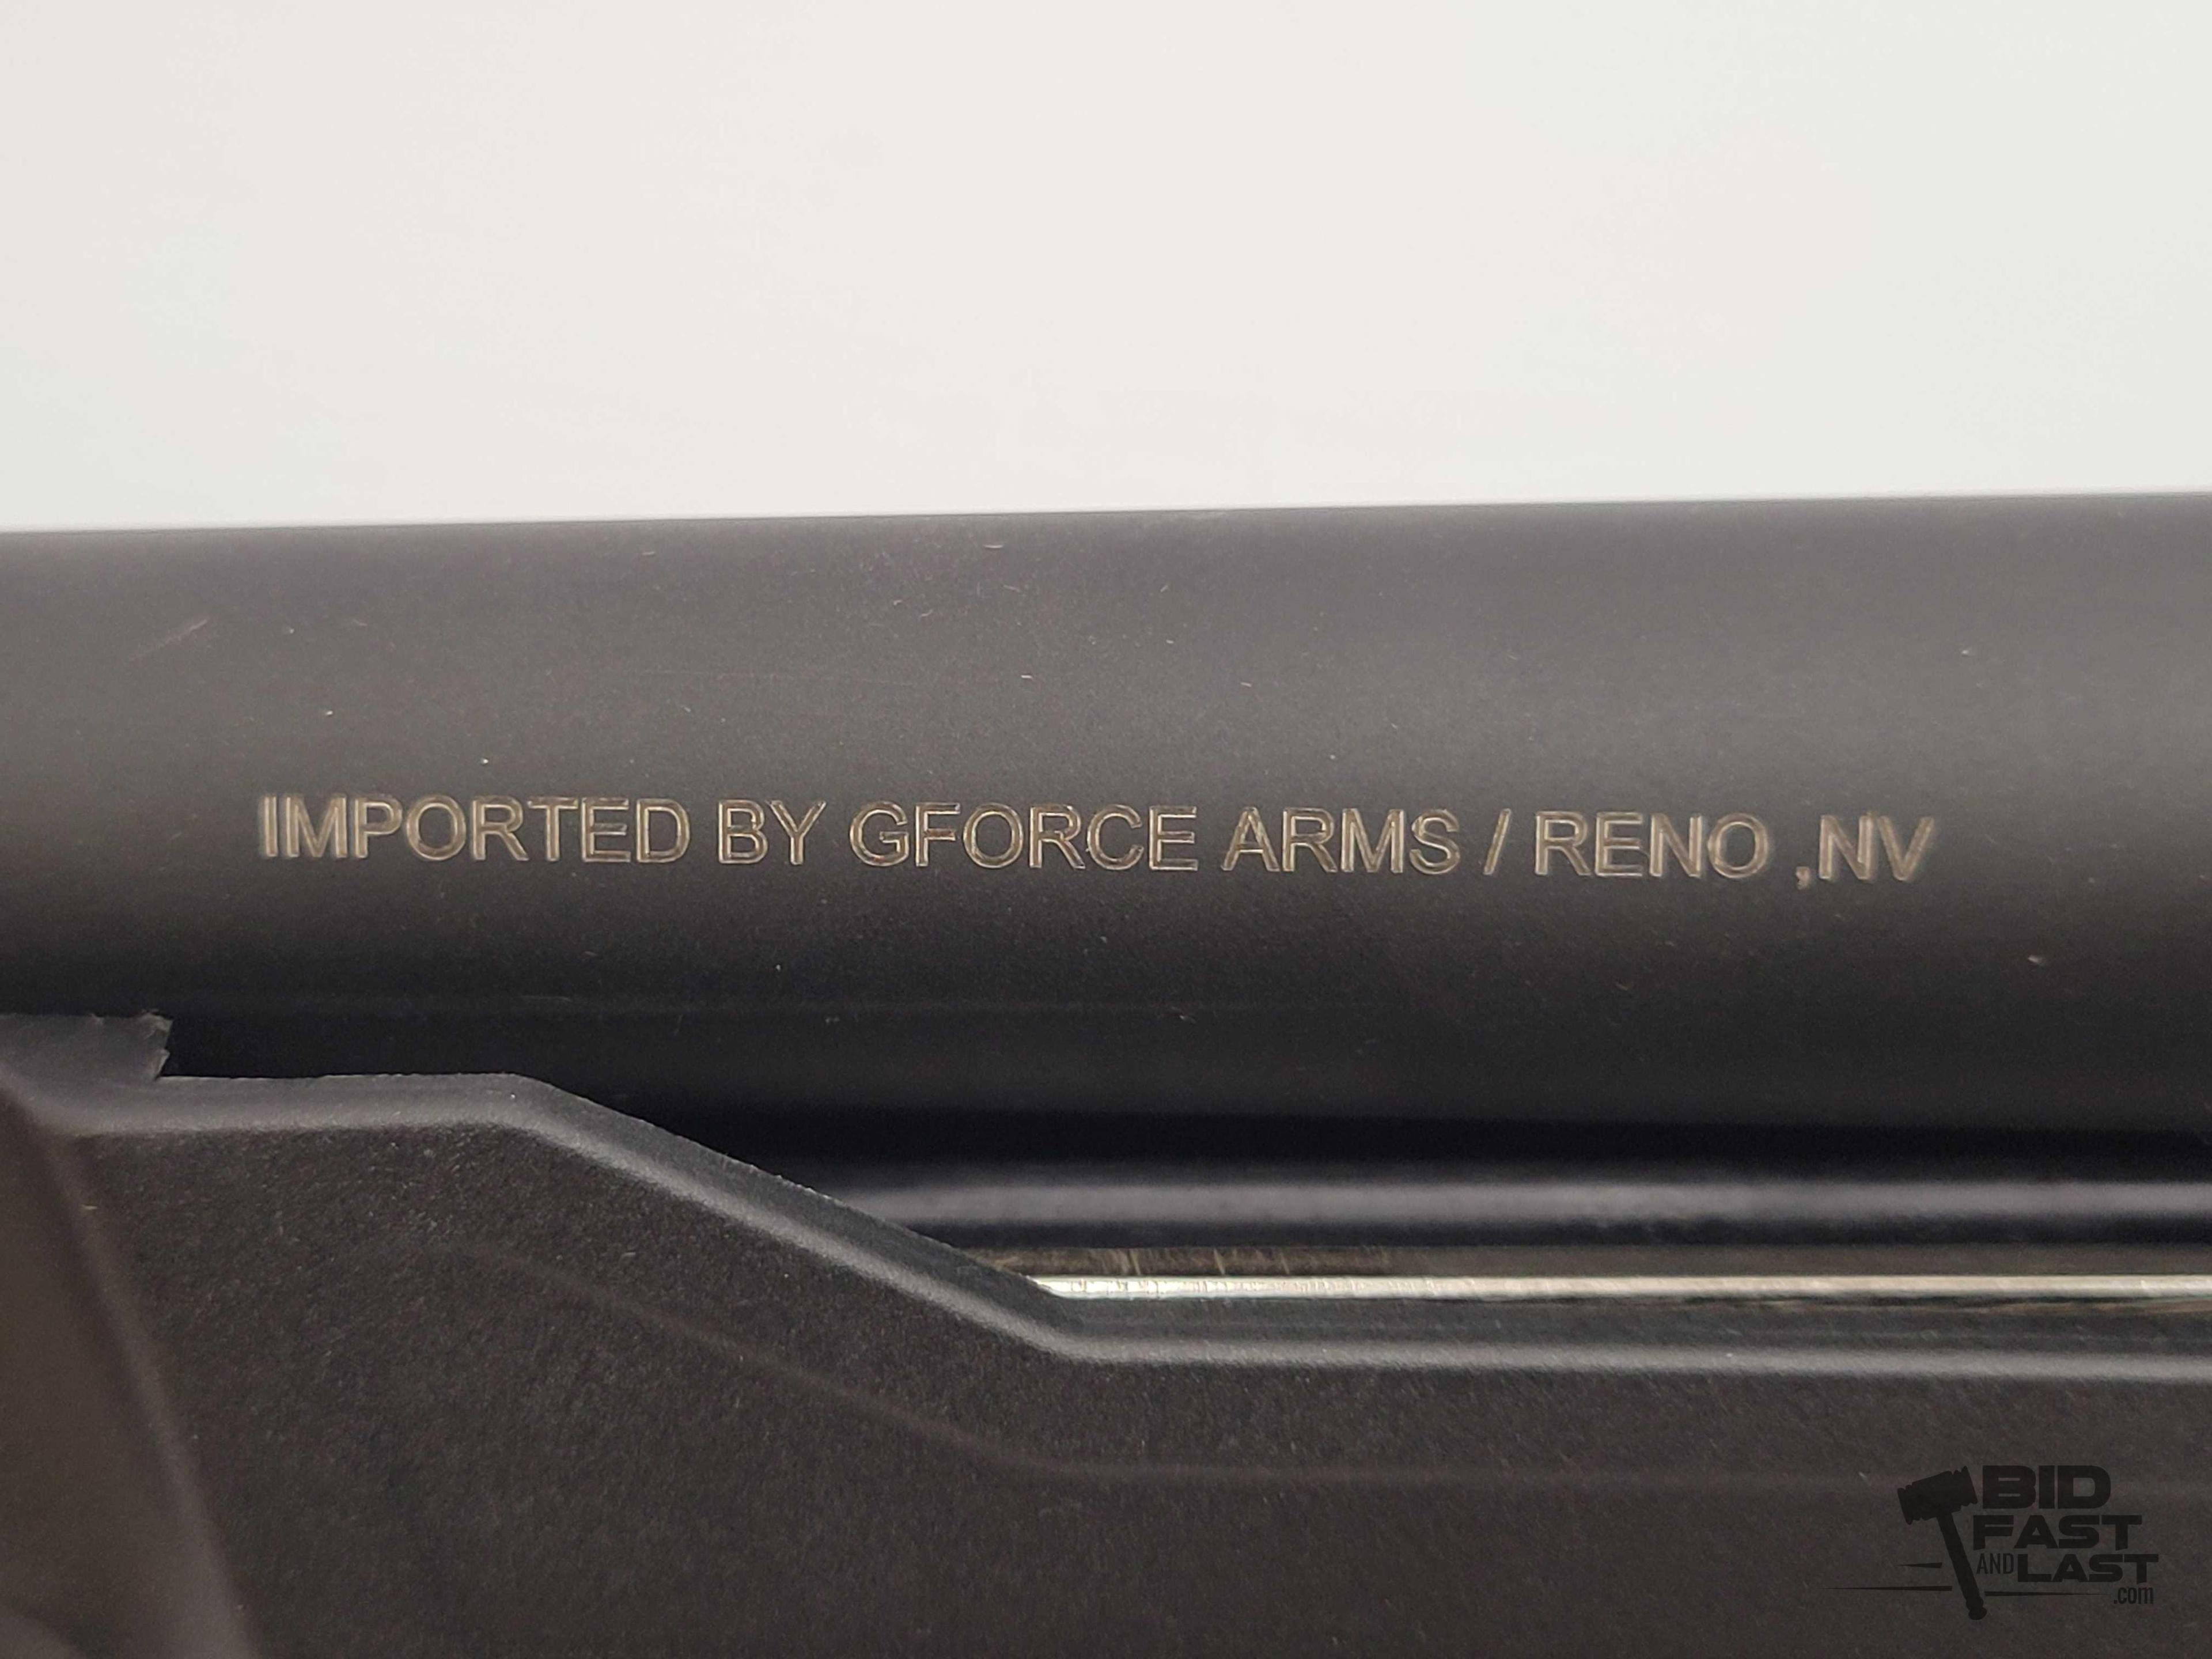 IMPORTED BY GFORCE ARMS / RENO ,NV
BID
FAST
AND LAST
.com